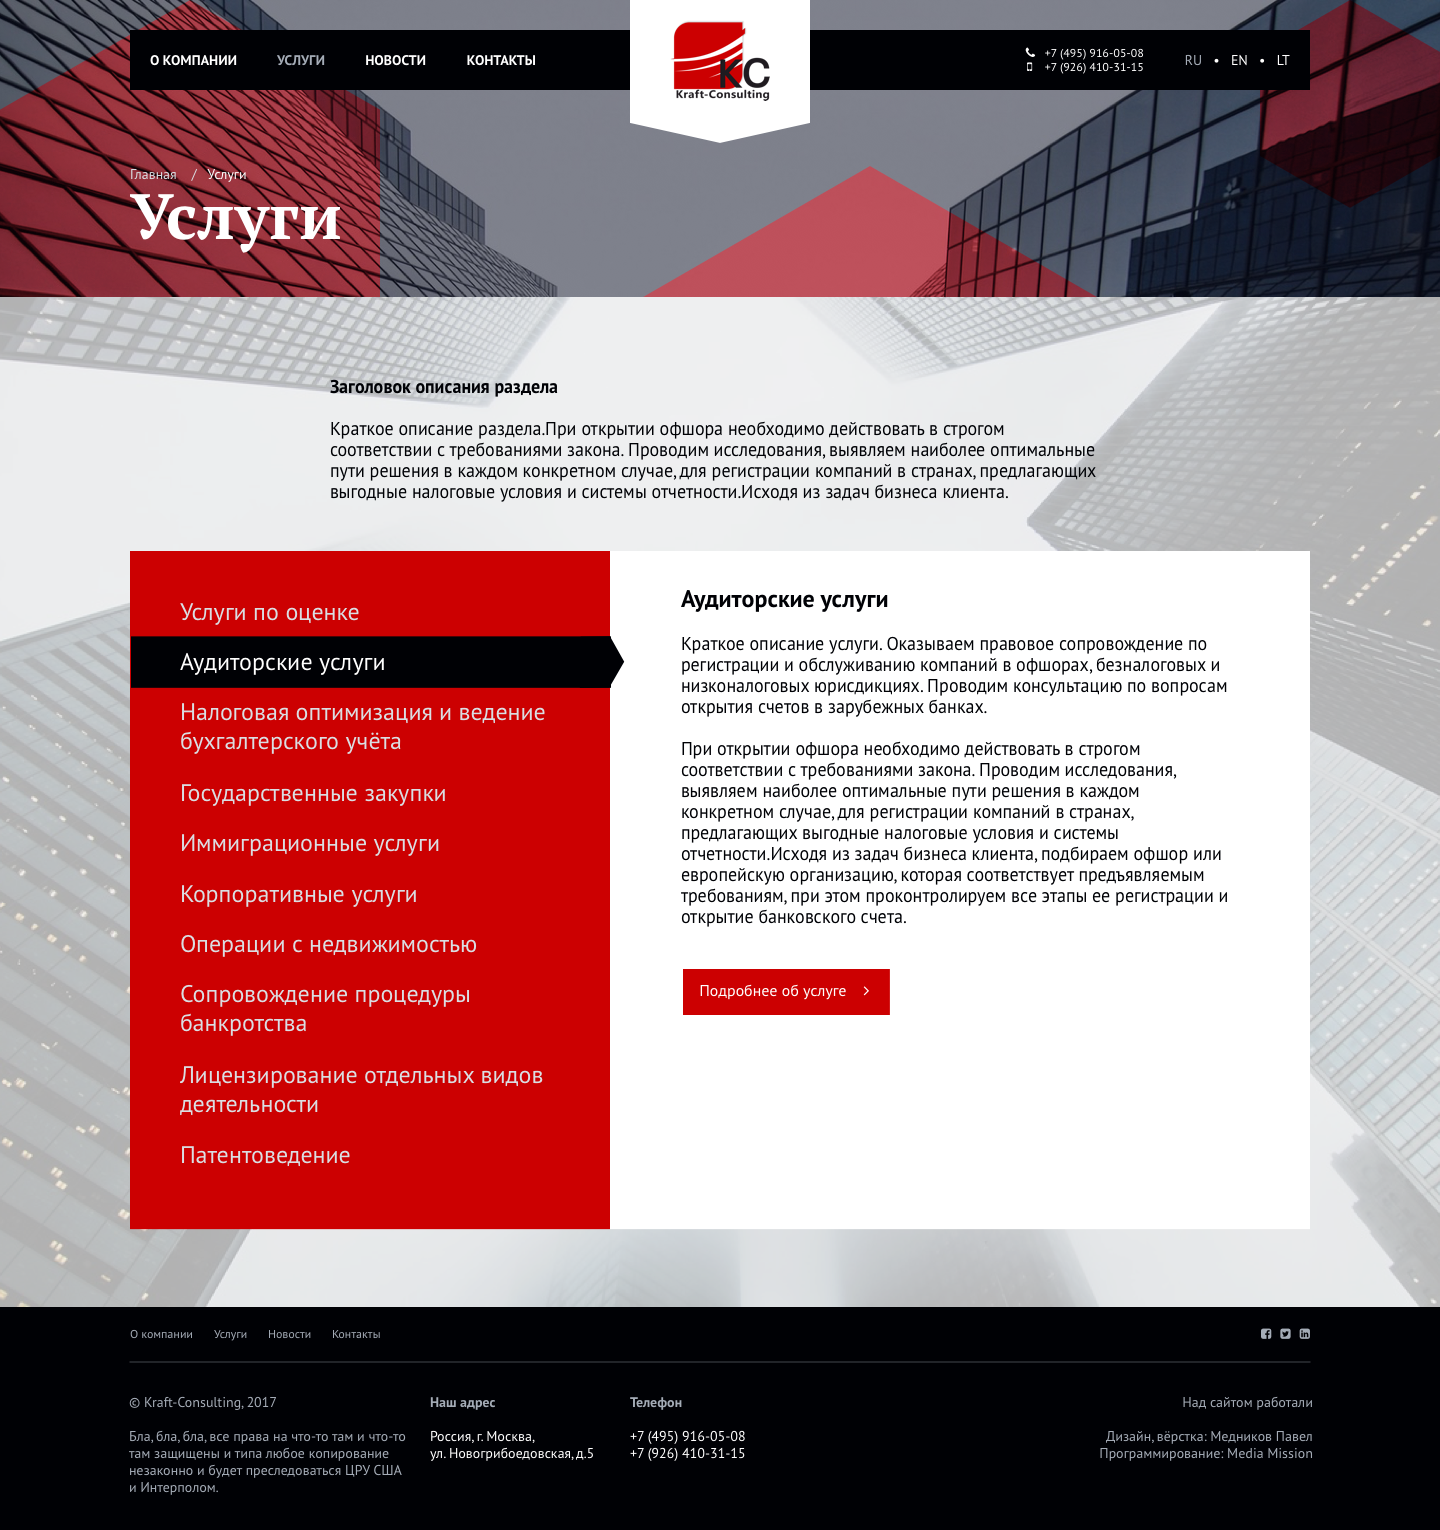 О КОМПАНИИ УСЛУГИ НОВОСТИ КОНТАКТЫ
KC
Kraft-Consulting
+7 (495) 916-05-08
+7 (926) 410-31-15
RU • EN • LT
Главная / Услуги
Услуги
Заголовок описания раздела
Краткое описание раздела.При открытии офшора необходимо действовать в строгом
соответствии с требованиями закона. Проводим исследования, выявляем наиболее оптимальные
пути решения в каждом конкретном случае, для регистрации компаний в странах, предлагающих
выгодные налоговые условия и системы отчетности.Исходя из задач бизнеса клиента.
Услуги по оценке
Аудиторские услуги
Налоговая оптимизация и ведение
бухгалтерского учёта
Государственные закупки
Иммиграционные услуги
Корпоративные услуги
Операции с недвижимостью
Сопровождение процедуры
банкротства
Лицензирование отдельных видов
деятельности
Патентоведение
Аудиторские услуги
Краткое описание услуги. Оказываем правовое сопровождение по
регистрации и обслуживанию компаний в офшорах, безналоговых и
низконалоговых юрисдикциях. Проводим консультацию по вопросам
открытия счетов в зарубежных банках.
При открытии офшора необходимо действовать в строгом
соответствии с требованиями закона. Проводим исследования,
выявляем наиболее оптимальные пути решения в каждом
конкретном случае, для регистрации компаний в странах,
предлагающих выгодные налоговые условия и системы
отчетности.Исходя из задач бизнеса клиента, подбираем офшор или
европейскую организацию, которая соответствует предъявляемым
требованиям, при этом проконтролируем все этапы ее регистрации и
открытие банковского счета.
Подробнее об услуге
О компании Услуги Новости Контакты
© Kraft-Consulting, 2017
Бла, бла, бла, все права на что-то там и что-то
там защищены и типа любое копирование
незаконно и будет преследоваться ЦРУ США
и Интерполом.
Наш адрес
Россия, г. Москва,
ул. Новогрибоедовская, д.5
Телефон
+7 (495) 916-05-08
+7 (926) 410-31-15
Над сайтом работали
Дизайн, вёрстка: Медников Павел
Программирование: Media Mission